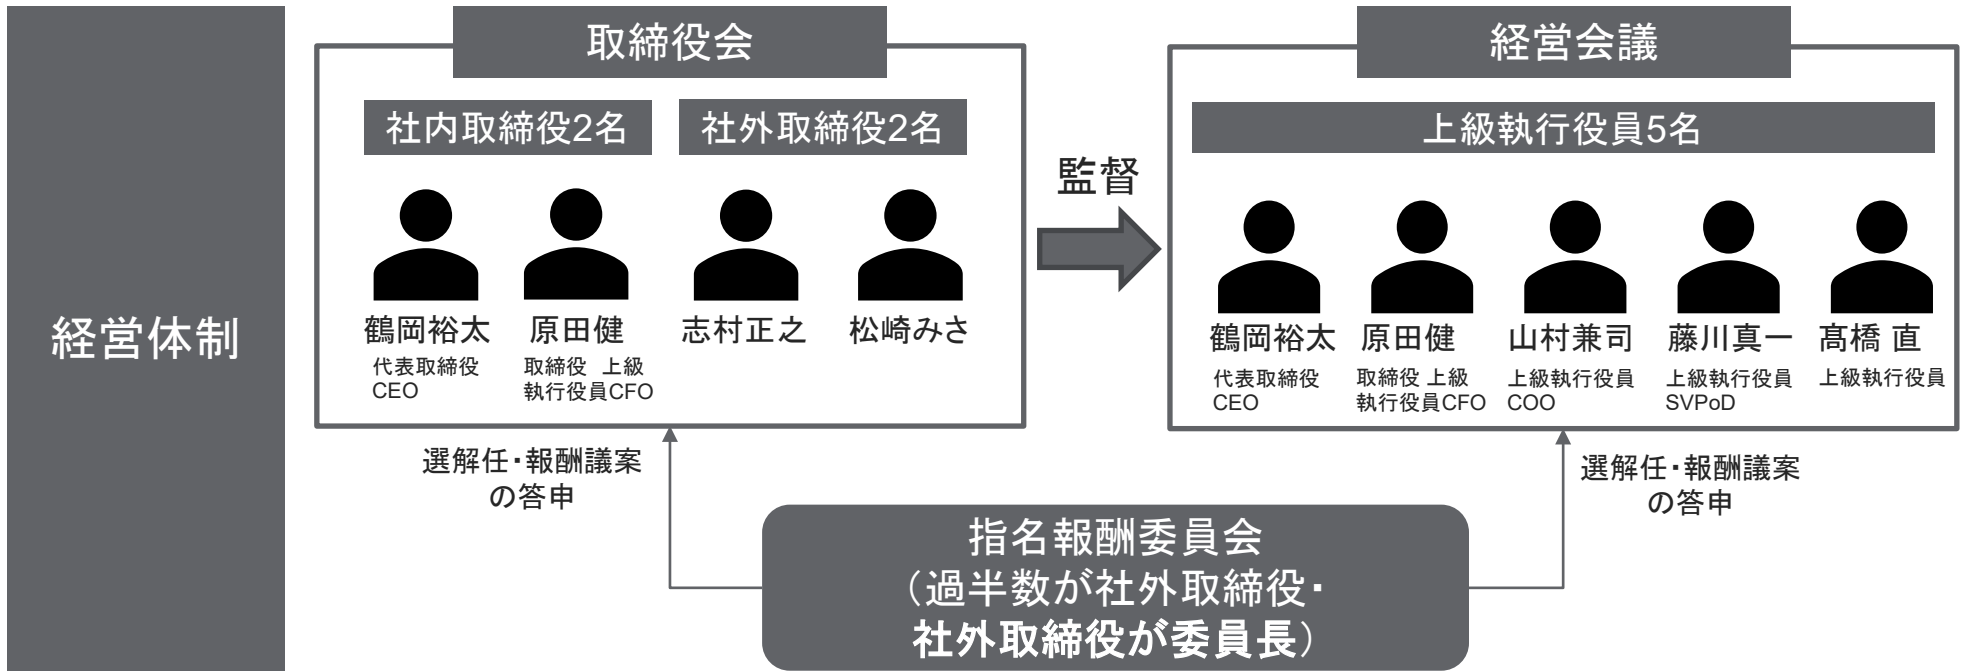 経営体制
取締役会
社内取締役2名
社外取締役2名
鶴岡裕太
代表取締役
CEO
原田健
取締役 上級
執行役員CFO
志村正之
松崎みさ
監督
経営会議
上級執行役員5名
鶴岡裕太
代表取締役
CEO
原田健
取締役 上級
執行役員CFO
山村兼司
上級執行役員
COO
藤川真一
上級執行役員
SVPoD
髙橋 直
上級執行役員
選解任・報酬議案
の答申
選解任・報酬議案
の答申
指名報酬委員会
（過半数が社外取締役・
社外取締役が委員長）